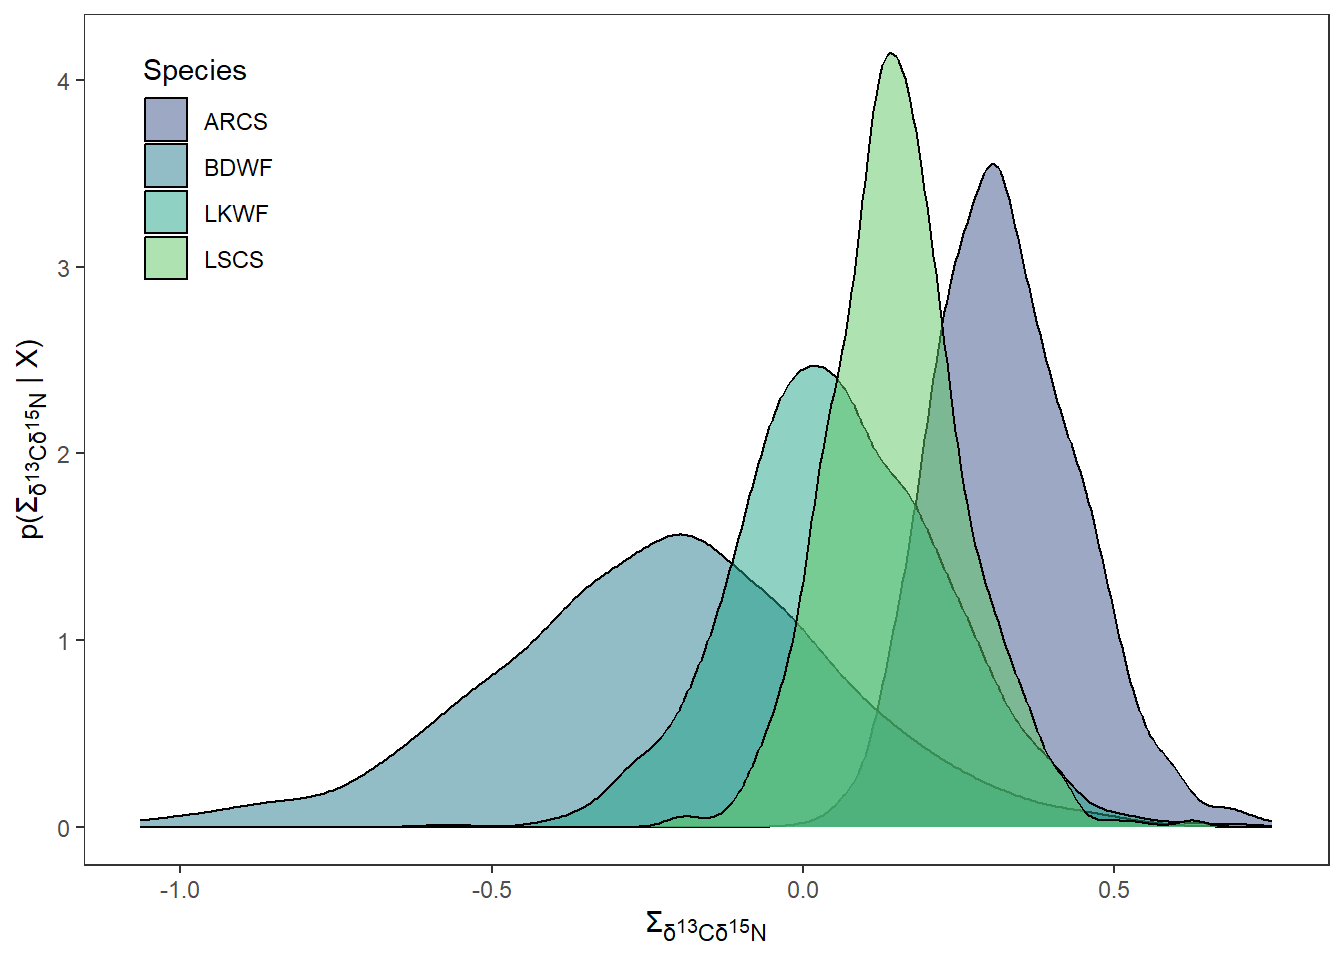 Species
ARCS
BDWF
LKWF
LSCS
4
3
2
1
0
p(Σδ13Cδ15N | X)
-1.0 -0.5 0.0 0.5
Σδ13Cδ15N